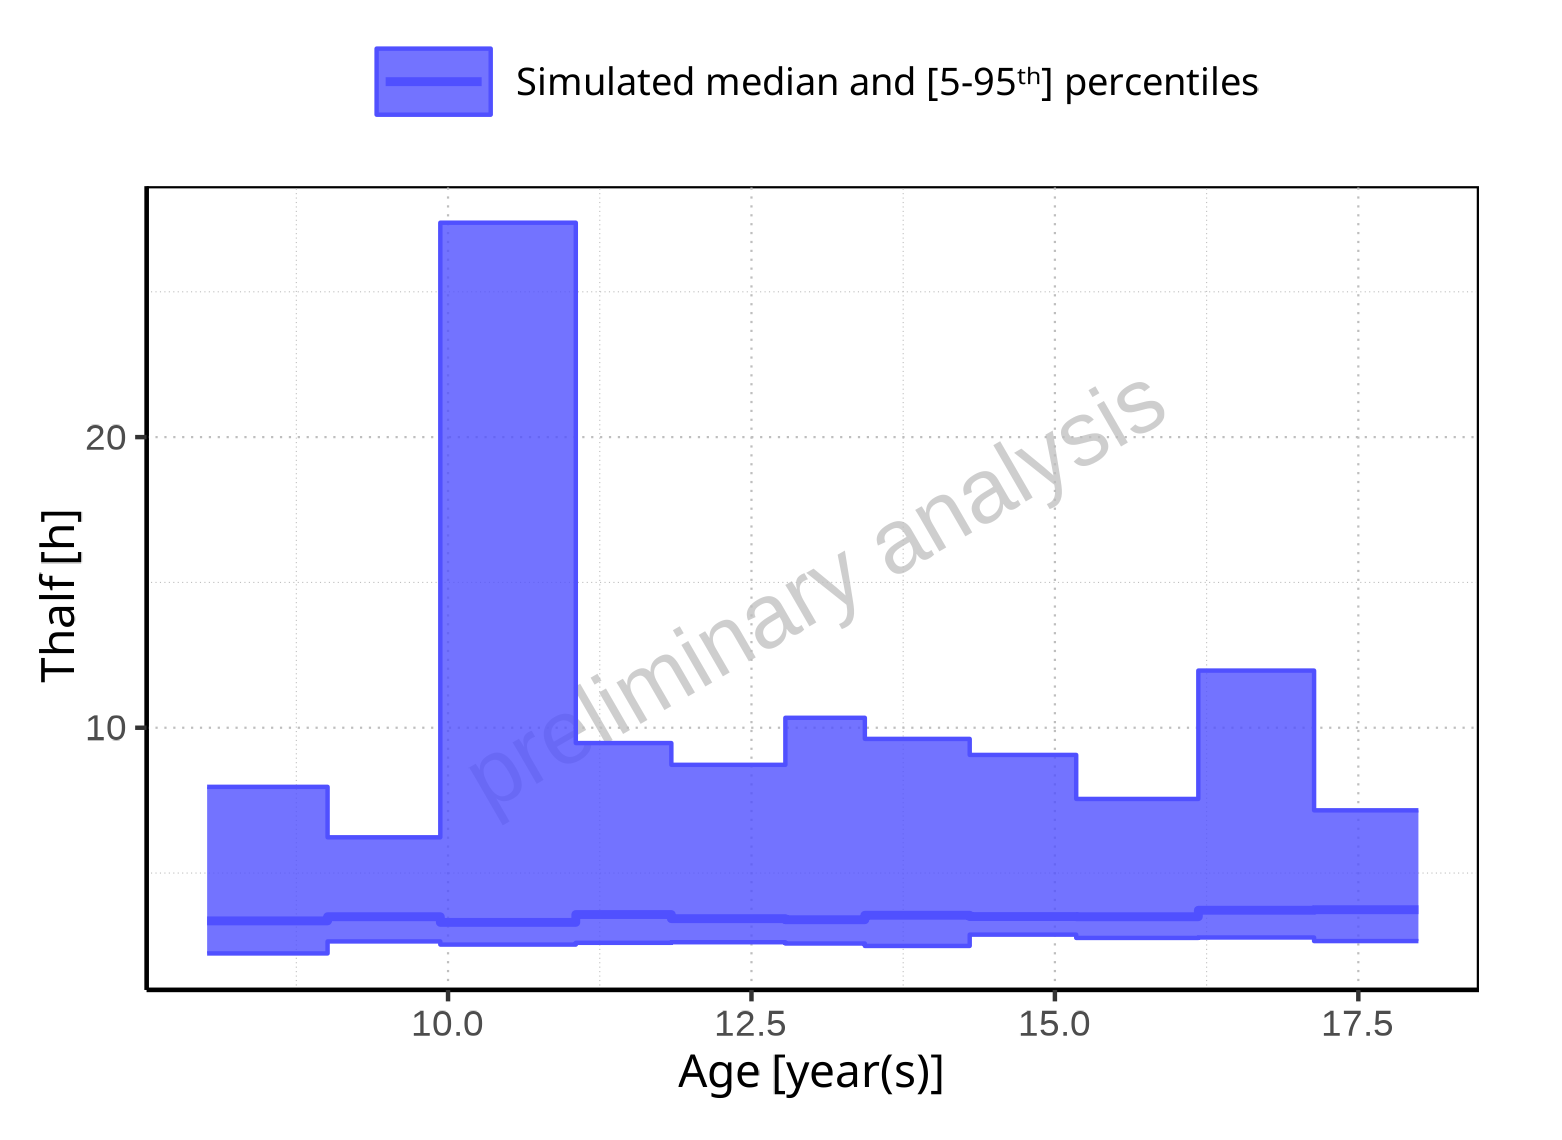 Simulated median and [5-95ᵗʰ] percentiles
20
10
Thalf [h]
preliminary analysis
10.0 12.5 15.0 17.5
Age [year(s)]